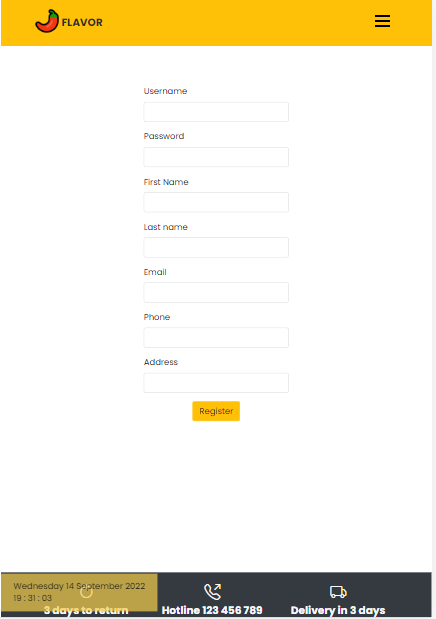 FLAVOR
Username
Password
First Name
Last name
Email
Phone
Address
Register
Wednesday 14 September 2022
19 : 31 : 03
3 days to return
Hotline 123 456 789
Delivery in 3 days